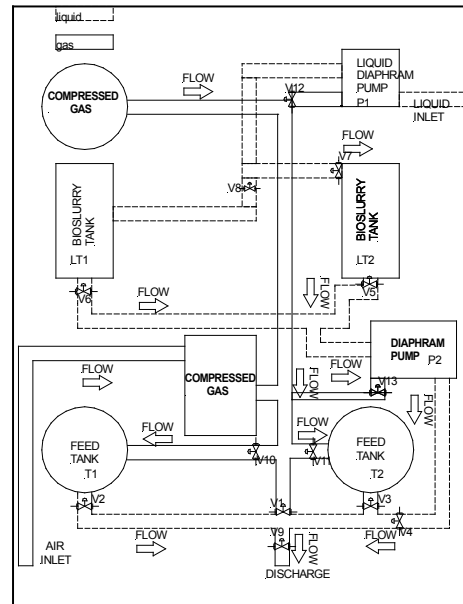 liquid
gas
COMPRESSED
GAS
FLOW
V12
LIQUID
DIAPHRAM
PUMP
P1
LIQUID
INLET
FLOW
V7
V8
BIOSLURRY
TANK
LT1
BIOSLURRY
TANK
LT2
V6
FLOW
FLOW
V5
DIAPHRAM
PUMP
P2
FLOW
COMPRESSED
GAS
FLOW
FLOW
V13
FLOW
FLOW
FLOW
FEED
TANK
T1
V10
V11
FEED
TANK
T2
V2
V1
V3
V4
V9
FLOW
FLOW
FLOW
AIR
INLET
DISCHARGE